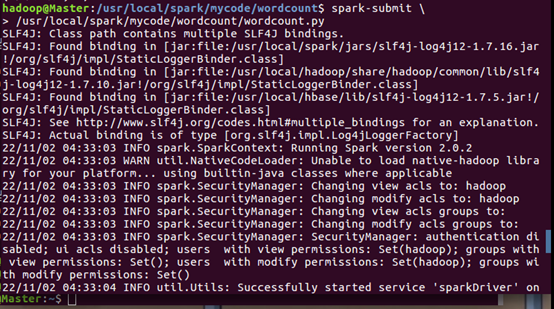 hadoop@Master:/usr/local/spark/mycode/wordcount$ spark-submit \
> /usr/local/spark/mycode/wordcount/wordcount.py
SLF4J: Class path contains multiple SLF4J bindings.
SLF4J: Found binding in [jar:file:/usr/local/spark/jars/slf4j-log4j12-1.7.16.jar
!/org/slf4j/impl/StaticLoggerBinder.class]
SLF4J: Found binding in [jar:file:/usr/local/hadoop/share/hadoop/common/lib/slf4
j-log4j12-1.7.10.jar!/org/slf4j/impl/StaticLoggerBinder.class]
SLF4J: Found binding in [jar:file:/usr/local/hbase/lib/slf4j-log4j12-1.7.5.jar!/
org/slf4j/impl/StaticLoggerBinder.class]
SLF4J: See http://www.slf4j.org/codes.html#multiple_bindings for an explanation.
SLF4J: Actual binding is of type [org.slf4j.impl.Log4jLoggerFactory]
22/11/02 04:33:03 INFO spark.SparkContext: Running Spark version 2.0.2
22/11/02 04:33:03 WARN util.NativeCodeLoader: Unable to load native-hadoop libra
ry for your platform... using builtin-java classes where applicable
22/11/02 04:33:03 INFO spark.SecurityManager: Changing view acls to: hadoop
22/11/02 04:33:03 INFO spark.SecurityManager: Changing modify acls to: hadoop
22/11/02 04:33:03 INFO spark.SecurityManager: Changing view acls groups to:
22/11/02 04:33:03 INFO spark.SecurityManager: Changing modify acls groups to:
22/11/02 04:33:03 INFO spark.SecurityManager: SecurityManager: authentication di
sabled; ui acls disabled; users  with view permissions: Set(hadoop); groups with
 view permissions: Set(); users  with modify permissions: Set(hadoop); groups wi
th modify permissions: Set()
22/11/02 04:33:04 INFO util.Utils: Successfully started service 'sparkDriver' on
Master:~$